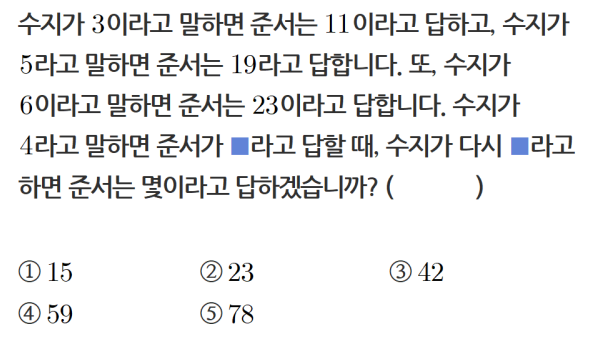 수지가 3이라고 말하면 준서는 11이라고 답하고, 수지가
5라고 말하면 준서는 19라고 답합니다. 또, 수지가
6이라고 말하면 준서는 23이라고 답합니다. 수지가
4라고 말하면 준서가 ■라고 답할 때, 수지가 다시 ■라고
하면 준서는 몇이라고 답하겠습니까? ( )
① 15 ② 23 ③ 42
④ 59 ⑤ 78